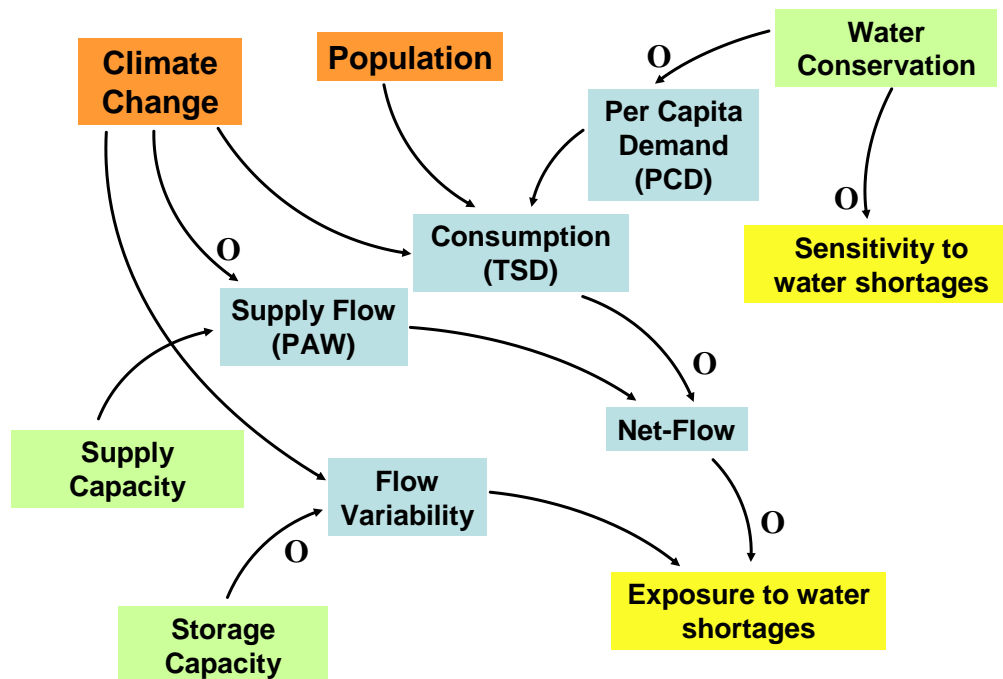 Climate
Change
Population
Water
Conservation
O
Per Capita
Demand
(PCD)
O
Consumption
(TSD)
Sensitivity to
water shortages
O
Supply Flow
(PAW)
O
Net-Flow
Supply
Capacity
Flow
Variability
O
O
Exposure to water
shortages
Storage
Capacity